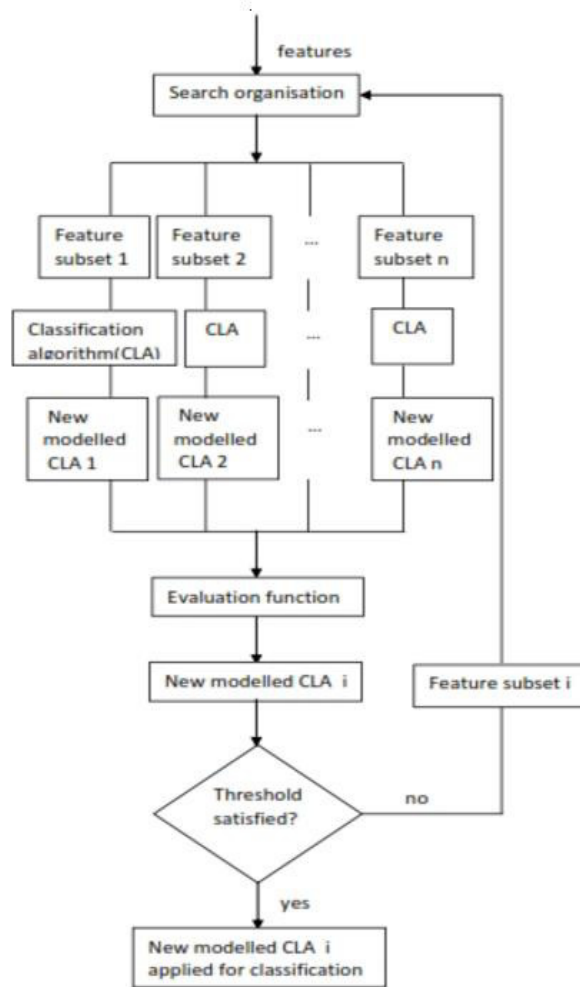 features
Search organisation
Feature
subset 1
Feature
subset 2
...
Feature
subset n
Classification
algorithm(CLA)
CLA
...
CLA
New
modelled
CLA 1
New
modelled
CLA 2
...
New
modelled
CLA n
Evaluation function
New modelled CLA i
Feature subset i
Threshold
satisfied?
no
yes
New modelled CLA i
applied for classification